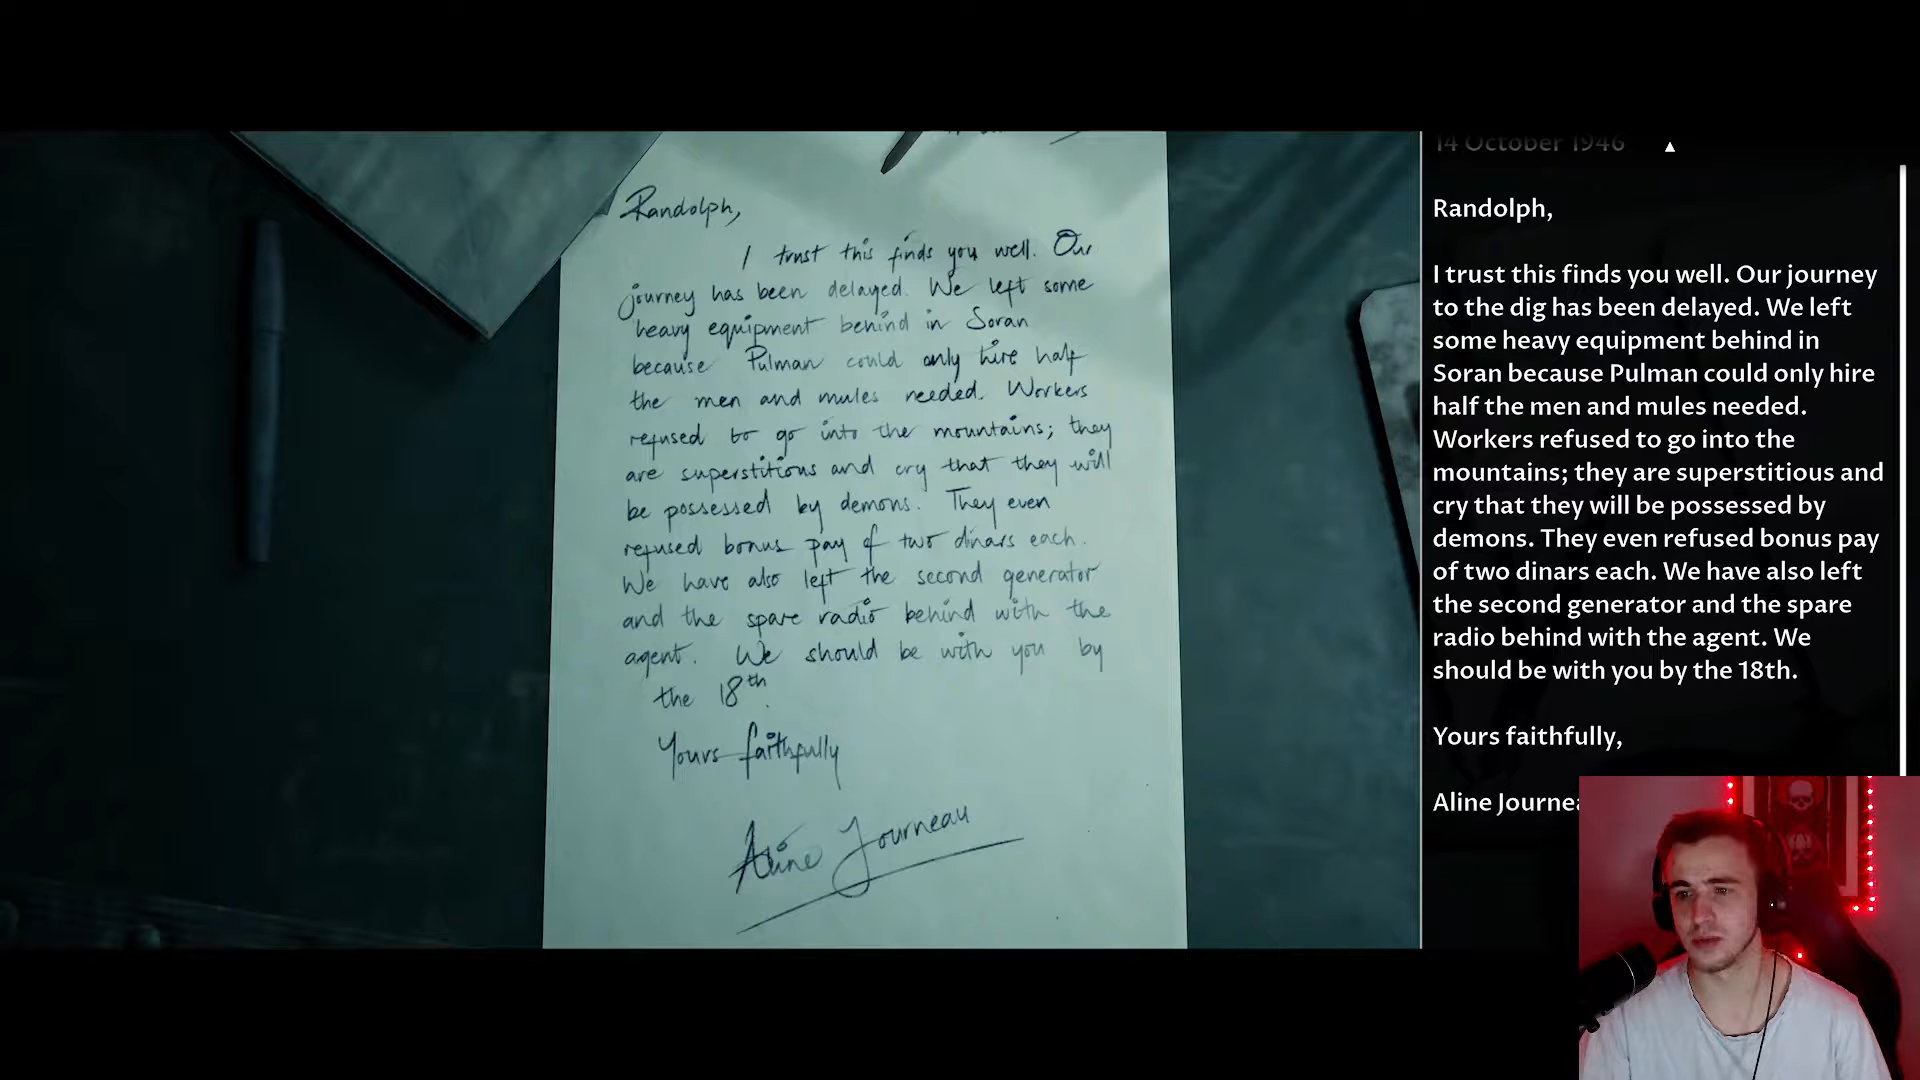 Randolph,
I trust this finds you well. Our
journey has been delayed. We left some
heavy equipment behind in Soran
because Pulman could only hire half
the men and mules needed. Workers
refused to go into the mountains; they
are superstitious and cry that they will
be possessed by demons. They even
refused bonus pay of two dinars each.
We have also left the second generator
and the spare radio behind with the
agent. We should be with you by
the 18th.
Yours faithfully
Aline Journeau
14 October 1946
Randolph,
I trust this finds you well. Our journey
to the dig has been delayed. We left
some heavy equipment behind in
Soran because Pulman could only hire
half the men and mules needed.
Workers refused to go into the
mountains; they are superstitious and
cry that they will be possessed by
demons. They even refused bonus pay
of two dinars each. We have also left
the second generator and the spare
radio behind with the agent. We
should be with you by the 18th.
Yours faithfully,
Aline Journea